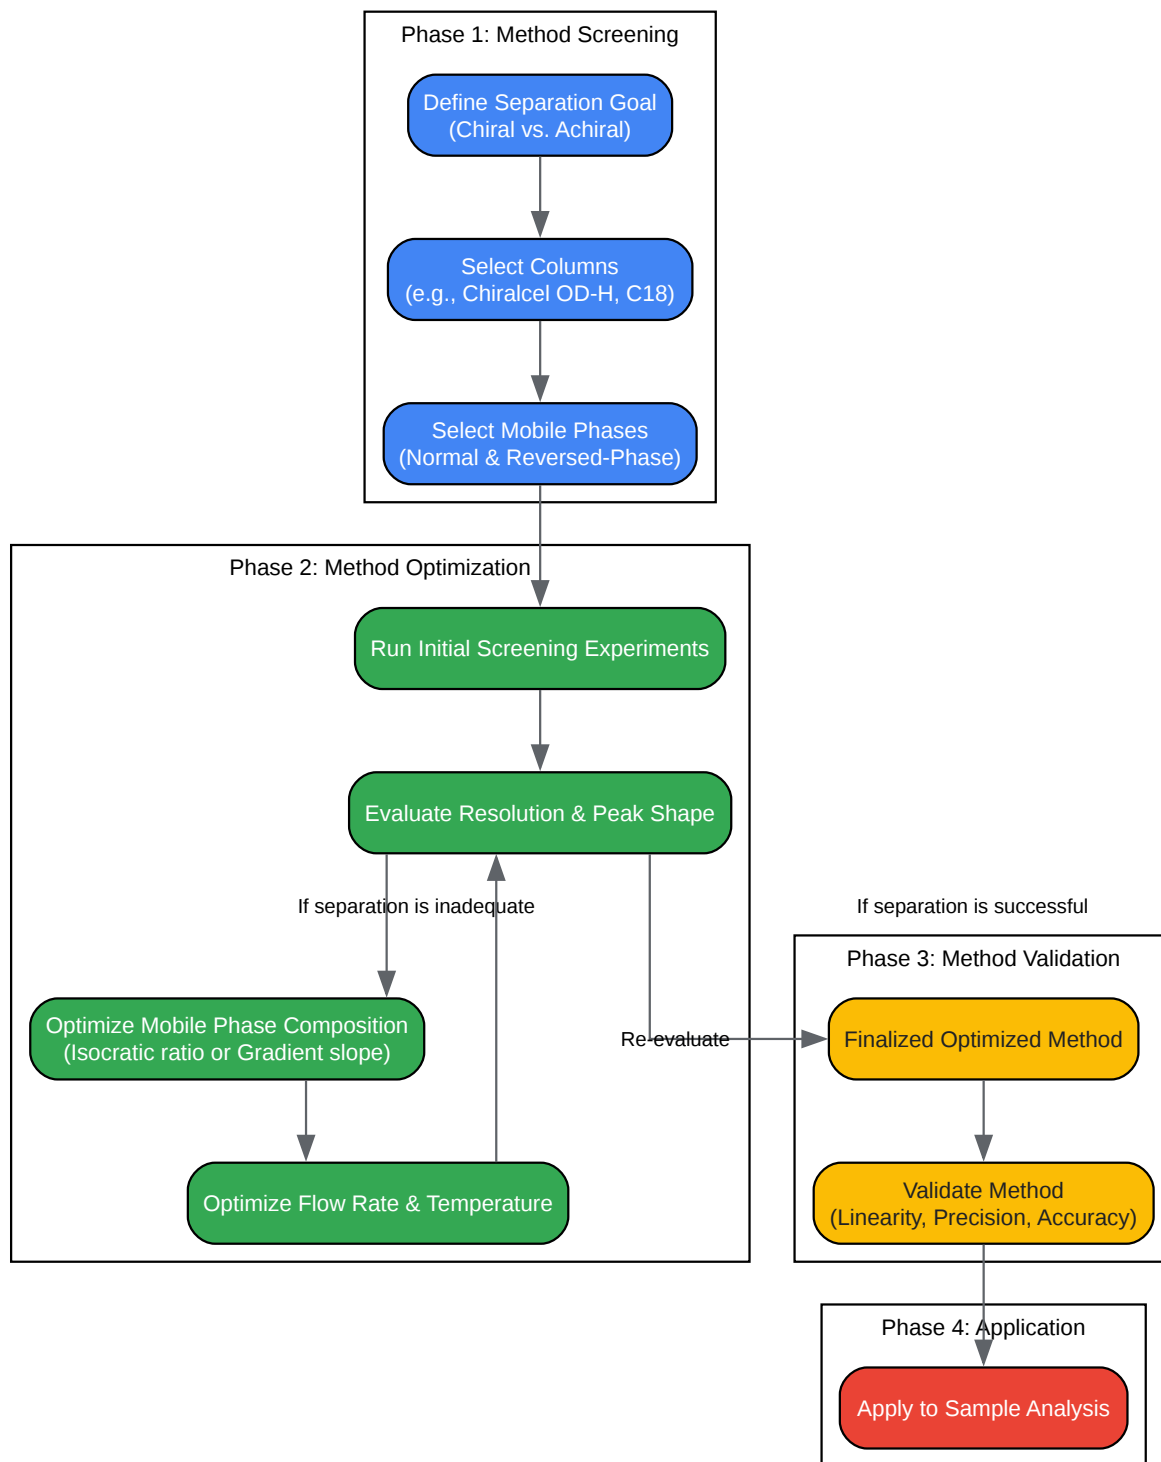 Phase 1: Method Screening
Define Separation Goal
(Chiral vs. Achiral)
Select Columns
(e.g., Chiralcel OD-H, C18)
Select Mobile Phases
(Normal & Reversed-Phase)
Phase 2: Method Optimization
Run Initial Screening Experiments
Evaluate Resolution & Peak Shape
If separation is inadequate
If separation is successful
Phase 3: Method Validation
Optimize Mobile Phase Composition
(Isocratic ratio or Gradient slope)
Re-evaluate
Finalized Optimized Method
Optimize Flow Rate & Temperature
Validate Method
(Linearity, Precision, Accuracy)
Phase 4: Application
Apply to Sample Analysis